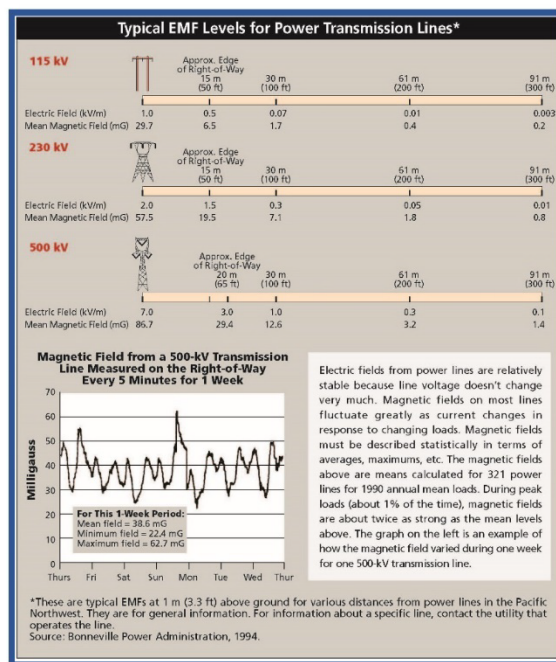 Typical EMF Levels for Power Transmission Lines*
115 kV
Approx. Edge
of Right-of-Way
15 m
(50 ft)
30 m
(100 ft)
61 m
(200 ft)
91 m
(300 ft)
Electric Field (kV/m) 1.0 0.5 0.07 0.01 0.003
Mean Magnetic Field (mG) 29.7 6.5 1.7 0.4 0.2
230 kV
Approx. Edge
of Right-of-Way
15 m
(50 ft)
30 m
(100 ft)
61 m
(200 ft)
91 m
(300 ft)
Electric Field (kV/m) 2.0 1.5 0.3 0.05 0.01
Mean Magnetic Field (mG) 57.5 19.5 7.1 1.8 0.8
500 kV
Approx. Edge
of Right-of-Way
20 m
(65 ft)
30 m
(100 ft)
61 m
(200 ft)
91 m
(300 ft)
Electric Field (kV/m) 7.0 3.0 1.0 0.3 0.1
Mean Magnetic Field (mG) 86.7 29.4 12.6 3.2 1.4
Magnetic Field from a 500-kV Transmission
Line Measured on the Right-of-Way
Every 5 Minutes for 1 Week
Milligauss
70
60
50
40
30
20
10
0
For This 1-Week Period:
Mean field = 38.6 mG
Minimum field = 22.4 mG
Maximum field = 62.7 mG
Thurs Fri Sat Sun Mon Tue Wed Thur
Electric fields from power lines are relatively
stable because line voltage doesn't change
very much. Magnetic fields on most lines
fluctuate greatly as current changes in
response to changing loads. Magnetic fields
must be described statistically in terms of
averages, maximums, etc. The magnetic fields
above are means calculated for 321 power
lines for 1990 annual mean loads. During peak
loads (about 1% of the time), magnetic fields
are about twice as strong as the mean levels
above. The graph on the left is an example of
how the magnetic field varied during one week
for one 500-kV transmission line.
*These are typical EMFs at 1 m (3.3 ft) above ground for various distances from power lines in the Pacific
Northwest. They are for general information. For information about a specific line, contact the utility that
operates the line.
Source: Bonneville Power Administration, 1994.